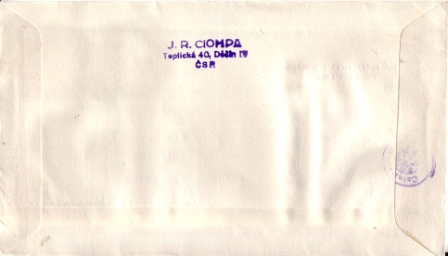 J. R. CIOMPA
Teplická 40, Děčín IV
ČSR